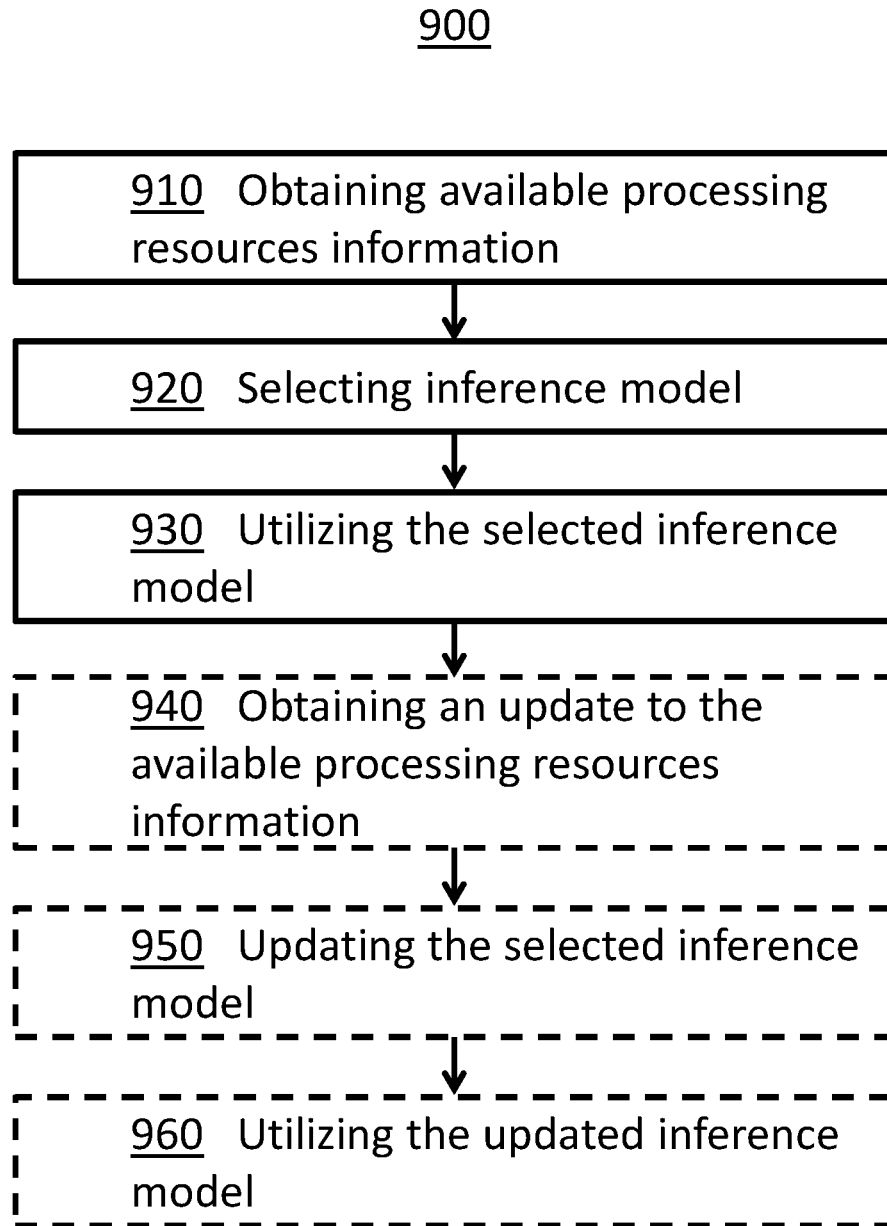 900
910 Obtaining available processing
resources information
920 Selecting inference model
930 Utilizing the selected inference
model
940 Obtaining an update to the
available processing resources
information
950 Updating the selected inference
model
960 Utilizing the updated inference
model